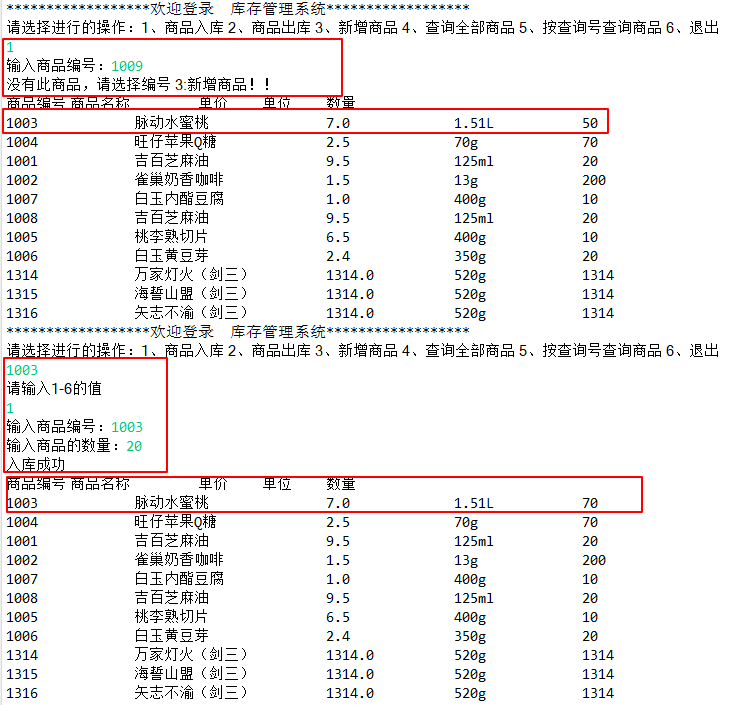 ******************欢迎登录　库存管理系统******************
请选择进行的操作：1、商品入库 2、商品出库 3、新增商品 4、查询全部商品 5、按查询号查询商品 6、退出
1
输入商品编号：1009
没有此商品，请选择编号 3:新增商品！！
商品编号 商品名称 单价 单位 数量
1003 脉动水蜜桃 7.0 1.51L 50
1004 旺仔苹果Q糖 2.5 70g 70
1001 吉百芝麻油 9.5 125ml 20
1002 雀巢奶香咖啡 1.5 13g 200
1007 白玉内酯豆腐 1.0 400g 10
1008 吉百芝麻油 9.5 125ml 20
1005 桃李熟切片 6.5 400g 10
1006 白玉黄豆芽 2.4 350g 20
1314 万家灯火（剑三） 1314.0 520g 1314
1315 海誓山盟（剑三） 1314.0 520g 1314
1316 矢志不渝（剑三） 1314.0 520g 1314
******************欢迎登录　库存管理系统******************
请选择进行的操作：1、商品入库 2、商品出库 3、新增商品 4、查询全部商品 5、按查询号查询商品 6、退出
1003
请输入1-6的值
1
输入商品编号：1003
输入商品的数量：20
入库成功
商品编号 商品名称 单价 单位 数量
1003 脉动水蜜桃 7.0 1.51L 70
1004 旺仔苹果Q糖 2.5 70g 70
1001 吉百芝麻油 9.5 125ml 20
1002 雀巢奶香咖啡 1.5 13g 200
1007 白玉内酯豆腐 1.0 400g 10
1008 吉百芝麻油 9.5 125ml 20
1005 桃李熟切片 6.5 400g 10
1006 白玉黄豆芽 2.4 350g 20
1314 万家灯火（剑三） 1314.0 520g 1314
1315 海誓山盟（剑三） 1314.0 520g 1314
1316 矢志不渝（剑三） 1314.0 520g 1314